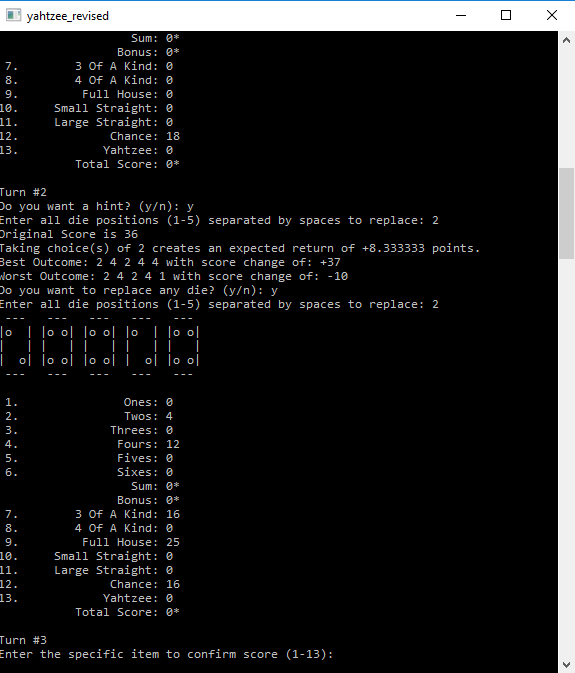 yahtzee_revised
Sum: 0*
Bonus: 0*
7. 3 Of A Kind: 0
8. 4 Of A Kind: 0
9. Full House: 0
10. Small Straight: 0
11. Large Straight: 0
12. Chance: 18
13. Yahtzee: 0
Total Score: 0*
Turn #2
Do you want a hint? (y/n): y
Enter all die positions (1-5) separated by spaces to replace: 2
Original Score is 36
Taking choice(s) of 2 creates an expected return of +8.333333 points.
Best Outcome: 2 4 2 4 4 with score change of: +37
Worst Outcome: 2 4 2 4 1 with score change of: -10
Do you want to replace any die? (y/n): y
Enter all die positions (1-5) separated by spaces to replace: 2
--- --- --- --- ---
|o  | |o o| |o o| |o  | |o o|
|   | |   | |   | |   | |   |
|  o| |o o| |o o| |  o| |o o|
--- --- --- --- ---
1. Ones: 0
2. Twos: 4
3. Threes: 0
4. Fours: 12
5. Fives: 0
6. Sixes: 0
Sum: 0*
Bonus: 0*
7. 3 Of A Kind: 16
8. 4 Of A Kind: 0
9. Full House: 25
10. Small Straight: 0
11. Large Straight: 0
12. Chance: 16
13. Yahtzee: 0
Total Score: 0*
Turn #3
Enter the specific item to confirm score (1-13):